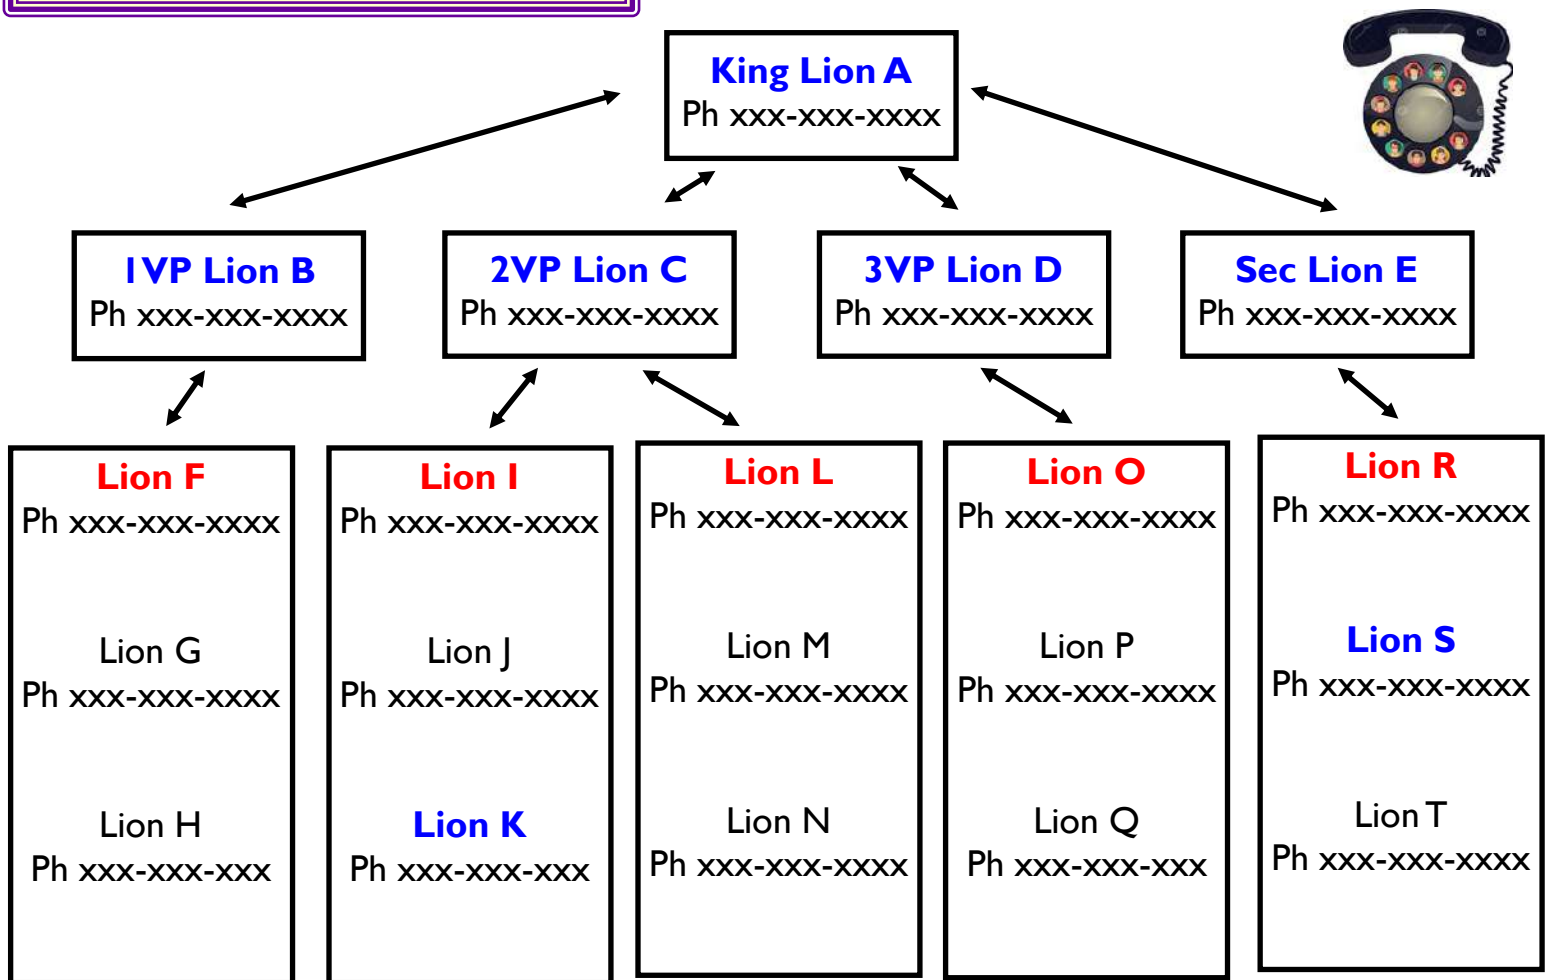 King Lion A
Ph xxx-xxx-xxxx
1VP Lion B
Ph xxx-xxx-xxxx
2VP Lion C
Ph xxx-xxx-xxxx
3VP Lion D
Ph xxx-xxx-xxxx
Sec Lion E
Ph xxx-xxx-xxxx
Lion F
Ph xxx-xxx-xxxx
Lion G
Ph xxx-xxx-xxxx
Lion H
Ph xxx-xxx-xxx
Lion I
Ph xxx-xxx-xxxx
Lion J
Ph xxx-xxx-xxxx
Lion K
Ph xxx-xxx-xxx
Lion L
Ph xxx-xxx-xxxx
Lion M
Ph xxx-xxx-xxxx
Lion N
Ph xxx-xxx-xxxx
Lion O
Ph xxx-xxx-xxxx
Lion P
Ph xxx-xxx-xxxx
Lion Q
Ph xxx-xxx-xxx
Lion R
Ph xxx-xxx-xxxx
Lion S
Ph xxx-xxx-xxxx
Lion T
Ph xxx-xxx-xxxx